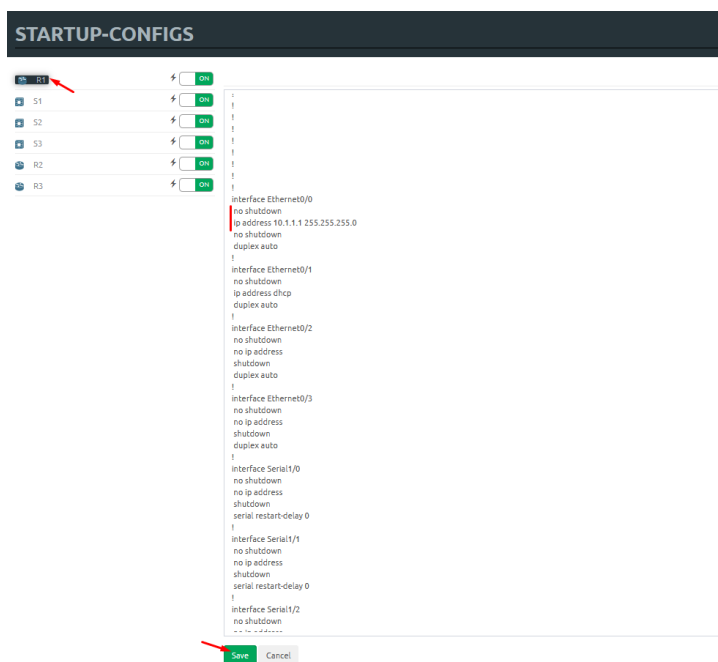 STARTUP-CONFIGS
R1 ON
S1 ON
S2 ON
S3 ON
R2 ON
R3 ON
!
!
!
!
!
!
!
!
interface Ethernet0/0
no shutdown
ip address 10.1.1.1 255.255.255.0
no shutdown
duplex auto
!
interface Ethernet0/1
no shutdown
ip address dhcp
duplex auto
!
interface Ethernet0/2
no shutdown
no ip address
shutdown
duplex auto
!
interface Ethernet0/3
no shutdown
no ip address
shutdown
duplex auto
!
interface Serial1/0
no shutdown
no ip address
shutdown
serial restart-delay 0
!
interface Serial1/1
no shutdown
no ip address
shutdown
serial restart-delay 0
!
interface Serial1/2
no shutdown
Save Cancel